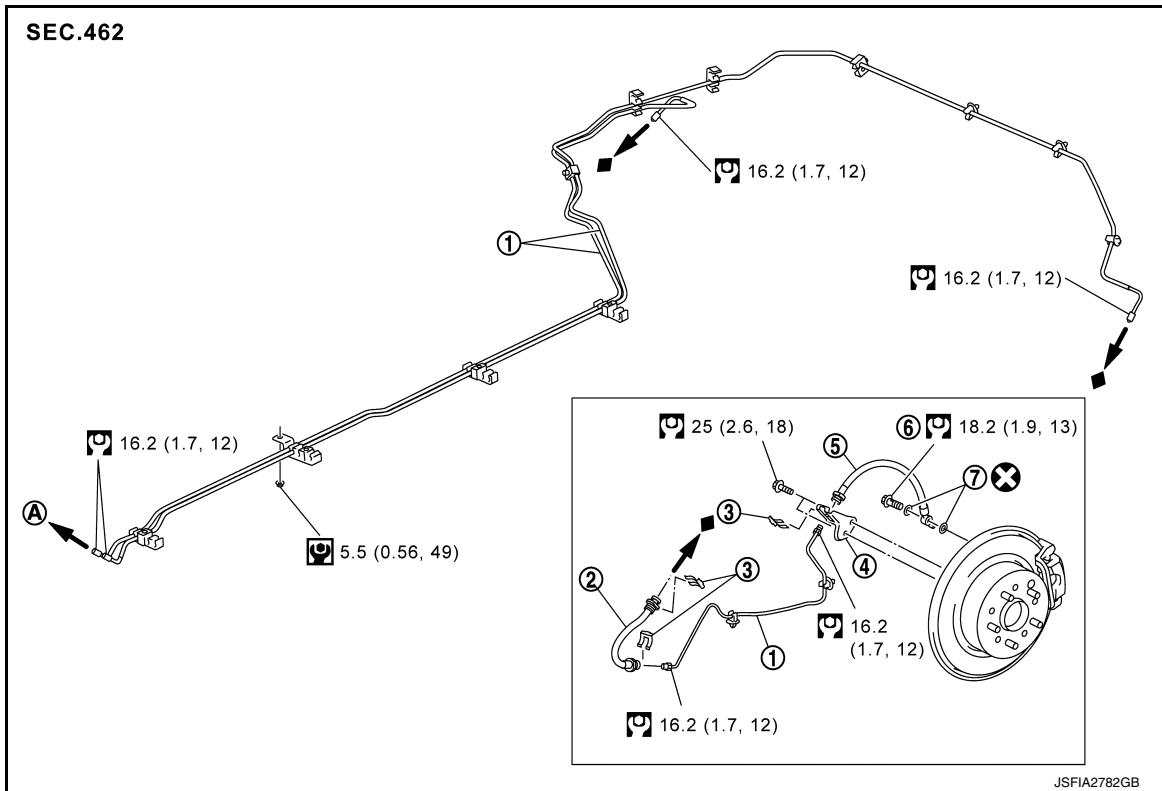 SEC.462
16.2 (1.7, 12)
1
16.2 (1.7, 12)
16.2 (1.7, 12)
A
5.5 (0.56, 49)
25 (2.6, 18)
6
18.2 (1.9, 13)
5
7
3
4
3
2
16.2
(1.7, 12)
1
16.2 (1.7, 12)
JSFIA2782GB